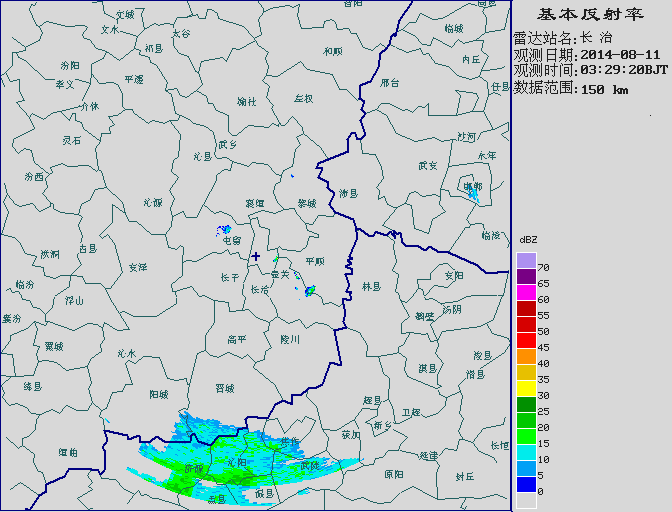 基本反射率
雷达站名:长 治
观测日期:2014-08-11
观测时间:03:29:20BJT
数据范围:150 km
dBZ
70
65
60
55
50
45
40
35
30
25
20
15
10
5
0
文城
太谷
文水
祁县
和顺
临城
内丘
汾阳
平遥
孝义
邢台
任县
介休
榆社
左权
灵石
武乡
沁县
沙河
永年
武安
邯郸
汾西
沁源
襄垣
黎城
涉县
屯留
临漳
洪洞
古县
安泽
平顺
壶关
长子
长治
林县
安阳
临汾
浮山
汤阴
鹤壁
襄汾
翼城
沁水
高平
陵川
淇县
浚县
滑县
绛县
阳城
晋城
卫辉
新乡
获加
延津
长垣
垣曲
焦作
济源
沁阳
武陟
原阳
封丘
孟县
温县